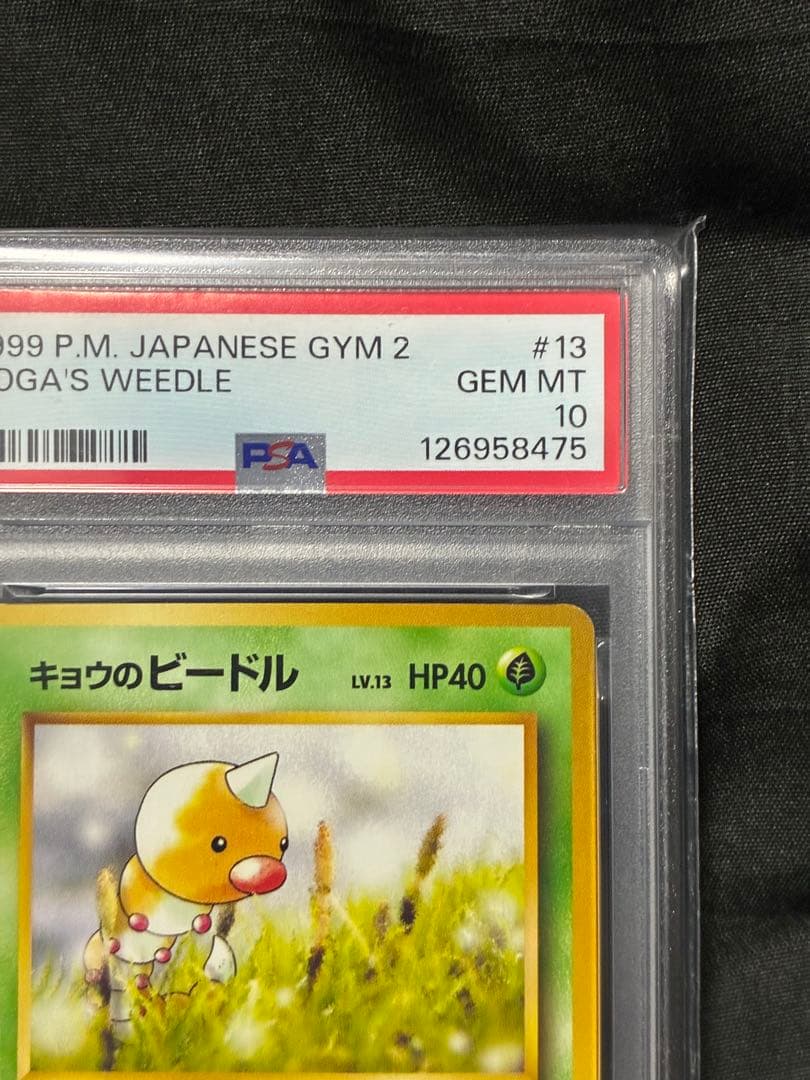 999 P.M. JAPANESE GYM 2 #13
OGA'S WEEDLE GEM MT
10
PSA 126958475
キョウのビードル LV.13 HP40